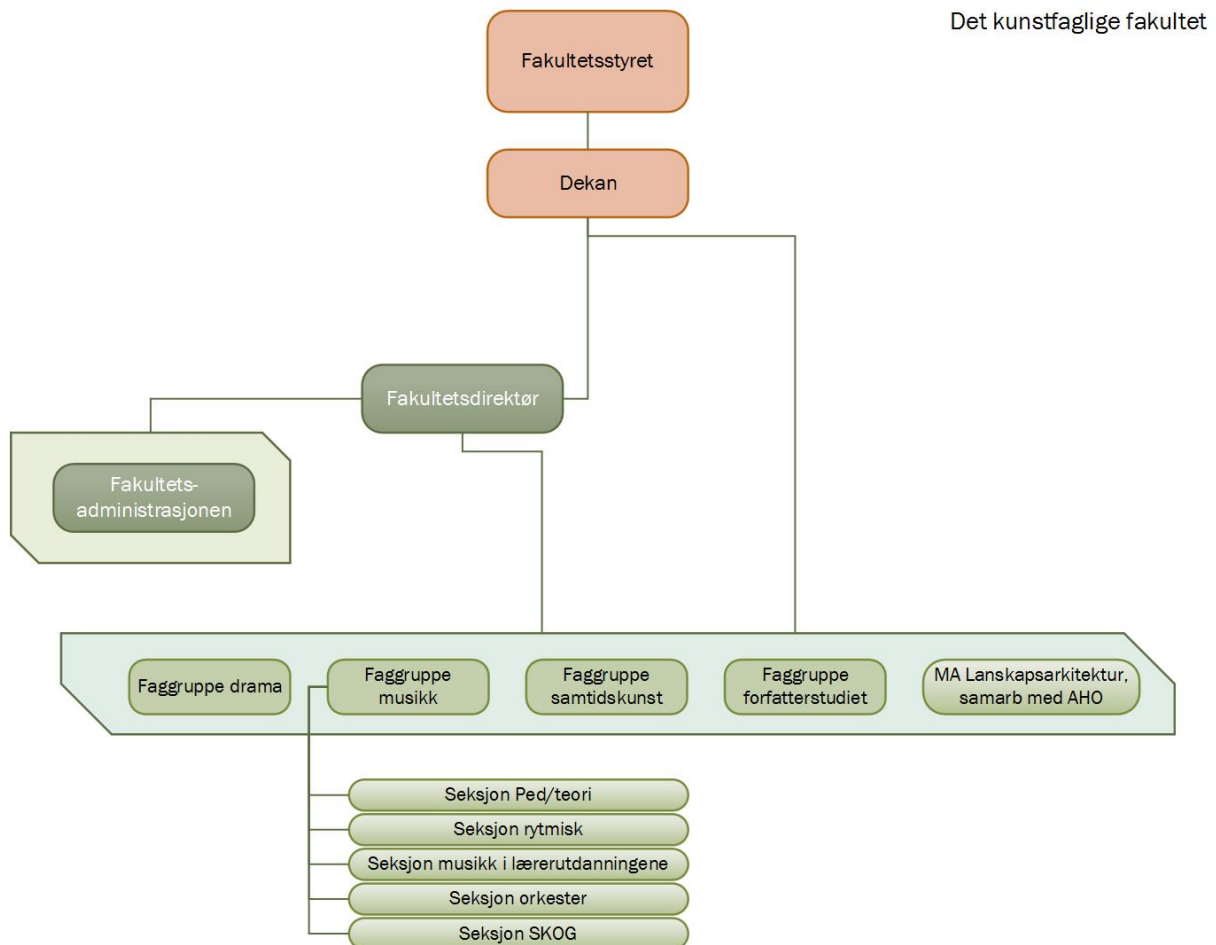 Det kunstfaglige fakultet
Fakultetsstyret
Dekan
Fakultetsdirektør
Fakultets-
administrasjonen
Faggruppe drama
Faggruppe
musikk
Faggruppe
samtidskunst
Faggruppe
forfatterstudiet
MA Lanskapsarkitektur,
samarb med AHO
Seksjon Ped/teori
Seksjon rytmisk
Seksjon musikk i lærerutdanningene
Seksjon orkester
Seksjon SKOG